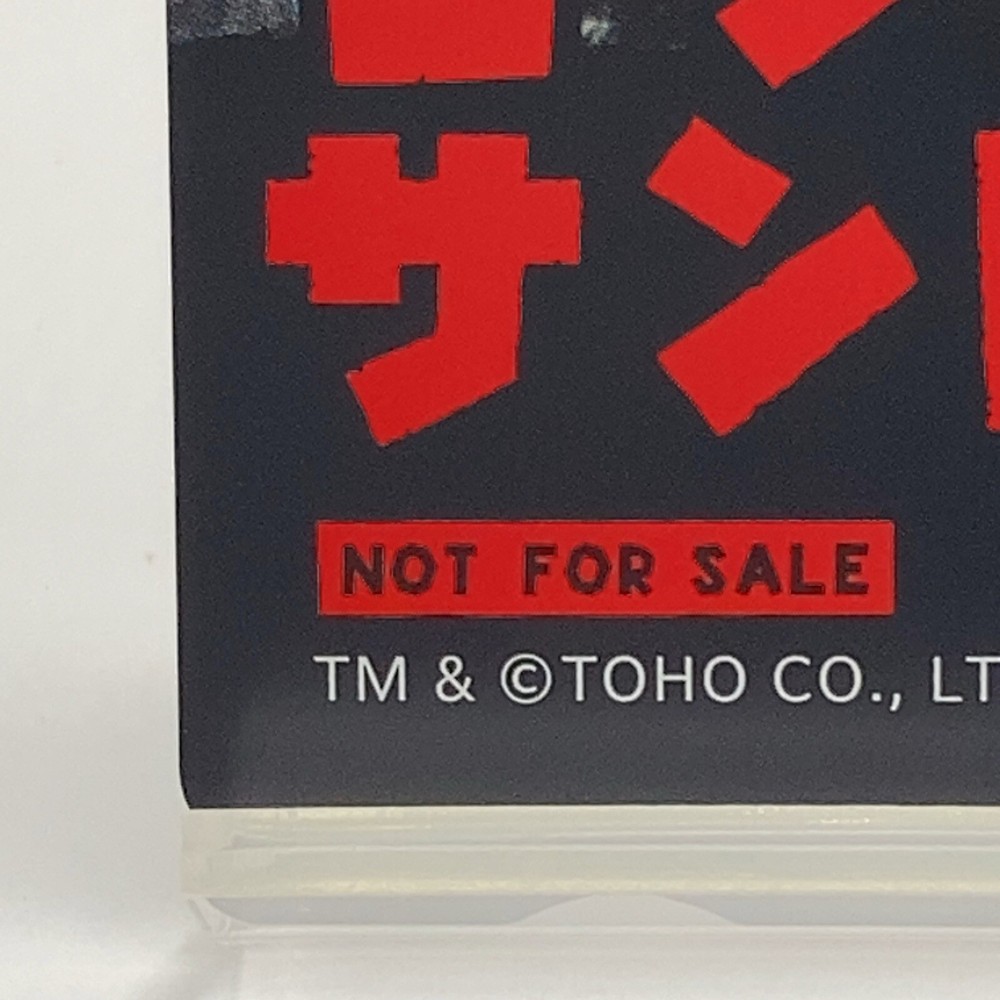 サン
NOT FOR SALE
TM & ©TOHO CO., LT